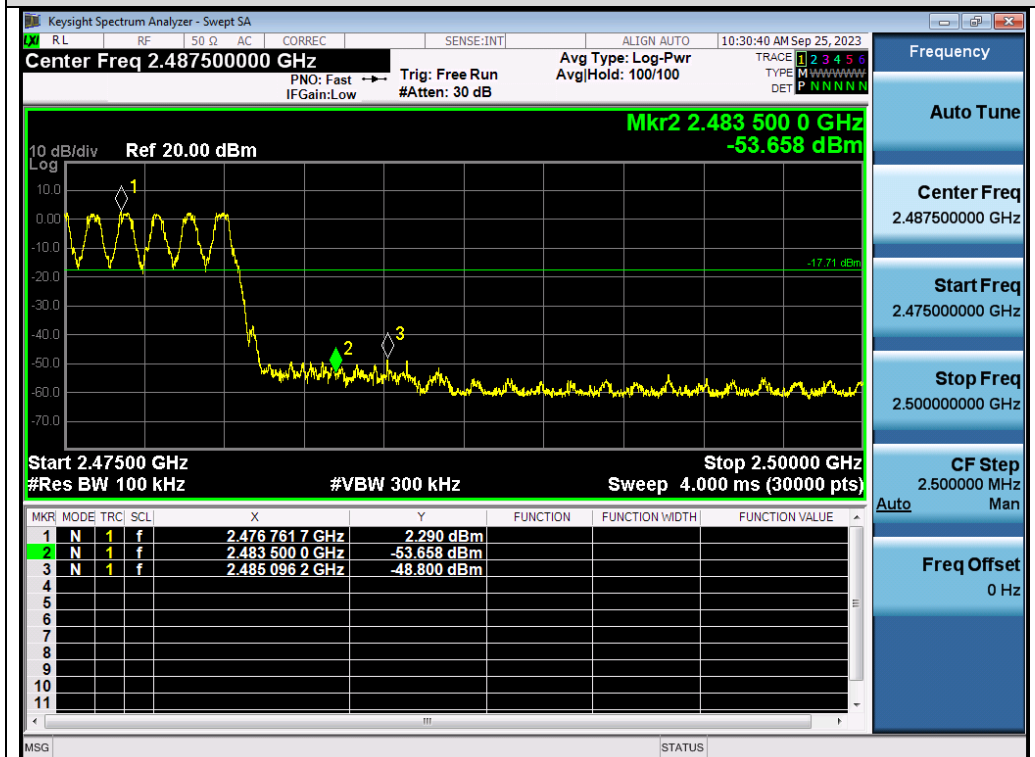 Keysight Spectrum Analyzer - Swept SA
LXI RL RF 50 Ω AC CORREC SENSE:INT ALIGN AUTO 10:30:40 AM Sep 25, 2023
Center Freq 2.487500000 GHz
PNO: Fast
IFGain:Low
Trig: Free Run
#Atten: 30 dB
Avg Type: Log-Pwr
Avg|Hold: 100/100
TRACE 1 2 3 4 5 6
TYPE M WWWWW
DET P N N N N N
Mkr2 2.483 500 0 GHz
-53.658 dBm
10 dB/div Ref 20.00 dBm
Log
10.0
0.00
-10.0
-20.0
-30.0
-40.0
-50.0
-60.0
-70.0
1
2
3
-17.71 dBm
Start 2.47500 GHz Stop 2.50000 GHz
#Res BW 100 kHz #VBW 300 kHz Sweep 4.000 ms (30000 pts)
MKR MODE TRC SCL X Y FUNCTION FUNCTION WIDTH FUNCTION VALUE
1 N 1 f 2.476 761 7 GHz 2.290 dBm
2 N 1 f 2.483 500 0 GHz -53.658 dBm
3 N 1 f 2.485 096 2 GHz -48.800 dBm
4
5
6
7
8
9
10
11
MSG STATUS
Frequency
Auto Tune
Center Freq
2.487500000 GHz
Start Freq
2.475000000 GHz
Stop Freq
2.500000000 GHz
CF Step
2.500000 MHz
Auto Man
Freq Offset
0 Hz